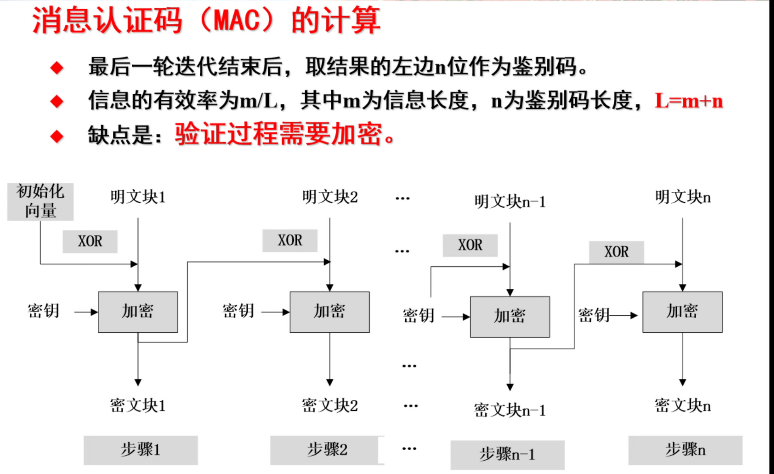 消息认证码（MAC）的计算
最后一轮迭代结束后，取结果的左边n位作为鉴别码。
信息的有效率为m/L，其中m为信息长度，n为鉴别码长度，L=m+n
缺点是：验证过程需要加密。
初始化
向量
明文块1
明文块2
...
明文块n-1
明文块n
XOR
XOR
...
XOR
XOR
密钥
加密
密钥
加密
密钥
加密
密钥
加密
...
密文块1
密文块2
...
密文块n-1
密文块n
步骤1
步骤2
...
步骤n-1
步骤n